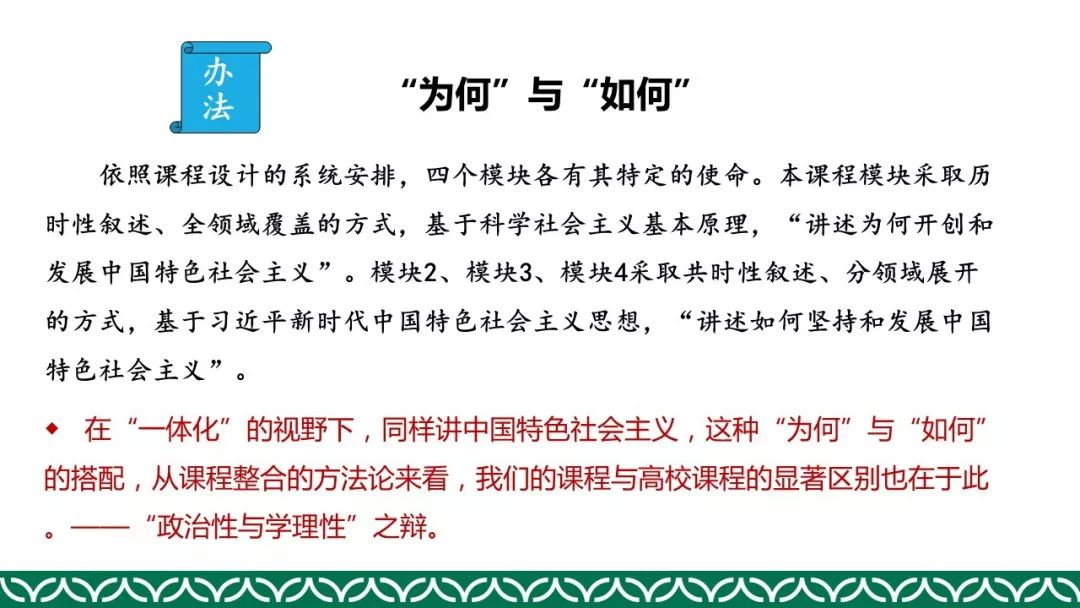 办
法
“为何”与“如何”
依照课程设计的系统安排，四个模块各有其特定的使命。本课程模块采取历
时性叙述、全领域覆盖的方式，基于科学社会主义基本原理，“讲述为何开创和
发展中国特色社会主义”。模块2、模块3、模块4采取共时性叙述、分领域展开
的方式，基于习近平新时代中国特色社会主义思想，“讲述如何坚持和发展中国
特色社会主义”。
◆ 在“一体化”的视野下，同样讲中国特色社会主义，这种“为何”与“如何”
的搭配，从课程整合的方法论来看，我们的课程与高校课程的显著区别也在于此
。——“政治性与学理性”之辩。